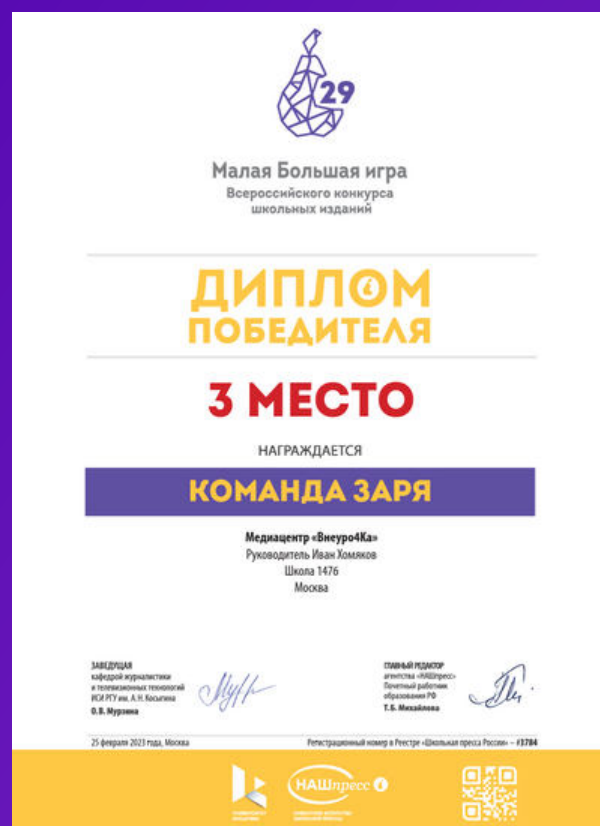 29
Малая Большая игра
Всероссийского конкурса
школьных изданий
ДИПЛОМ
ПОБЕДИТЕЛЯ
3 МЕСТО
НАГРАЖДАЕТСЯ
КОМАНДА ЗАРЯ
Медиацентр «Внеуро4Ка»
Руководитель Иван Хомяков
Школа 1476
Москва
ЗАВЕДУЮЩАЯ
кафедрой журналистики
и телевизионных технологий
ИСИ РГУ им. А.Н. Косыгина
О.В. Мурзина
ГЛАВНЫЙ РЕДАКТОР
агентства «НАШпресс»
Почетный работник
образования РФ
Т.Б. Михайлова
25 февраля 2023 года, Москва
Регистрационный номер в Реестре «Школьная пресса России» – #3784
НАШпресс